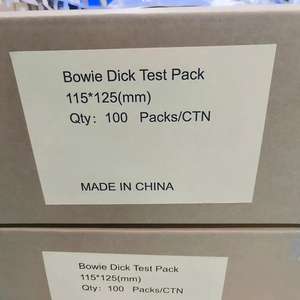 Bowie Dick Test Pack
115*125(mm)
Qty: 100 Packs/CTN
MADE IN CHINA
Bowie Dick Test Pack
115*125(mm)
Qty: 100 Packs/CTN